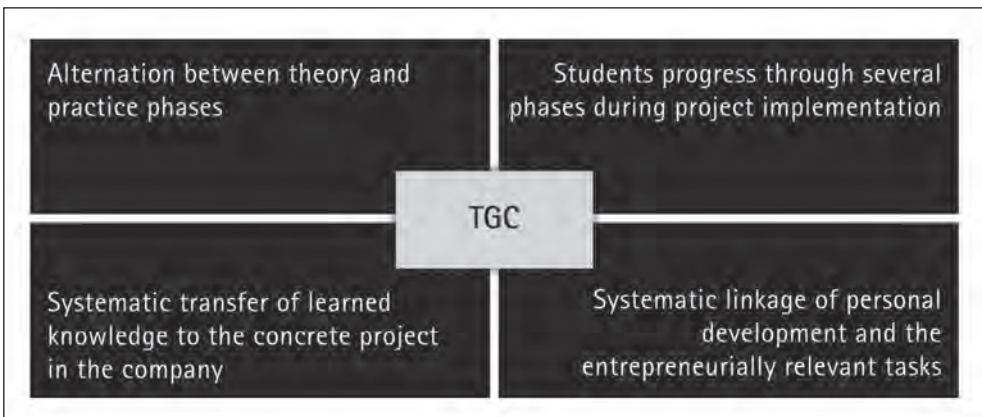 Alternation between theory and
practice phases
Students progress through several
phases during project implementation
TGC
Systematic transfer of learned
knowledge to the concrete project
in the company
Systematic linkage of personal
development and the
entrepreneurially relevant tasks